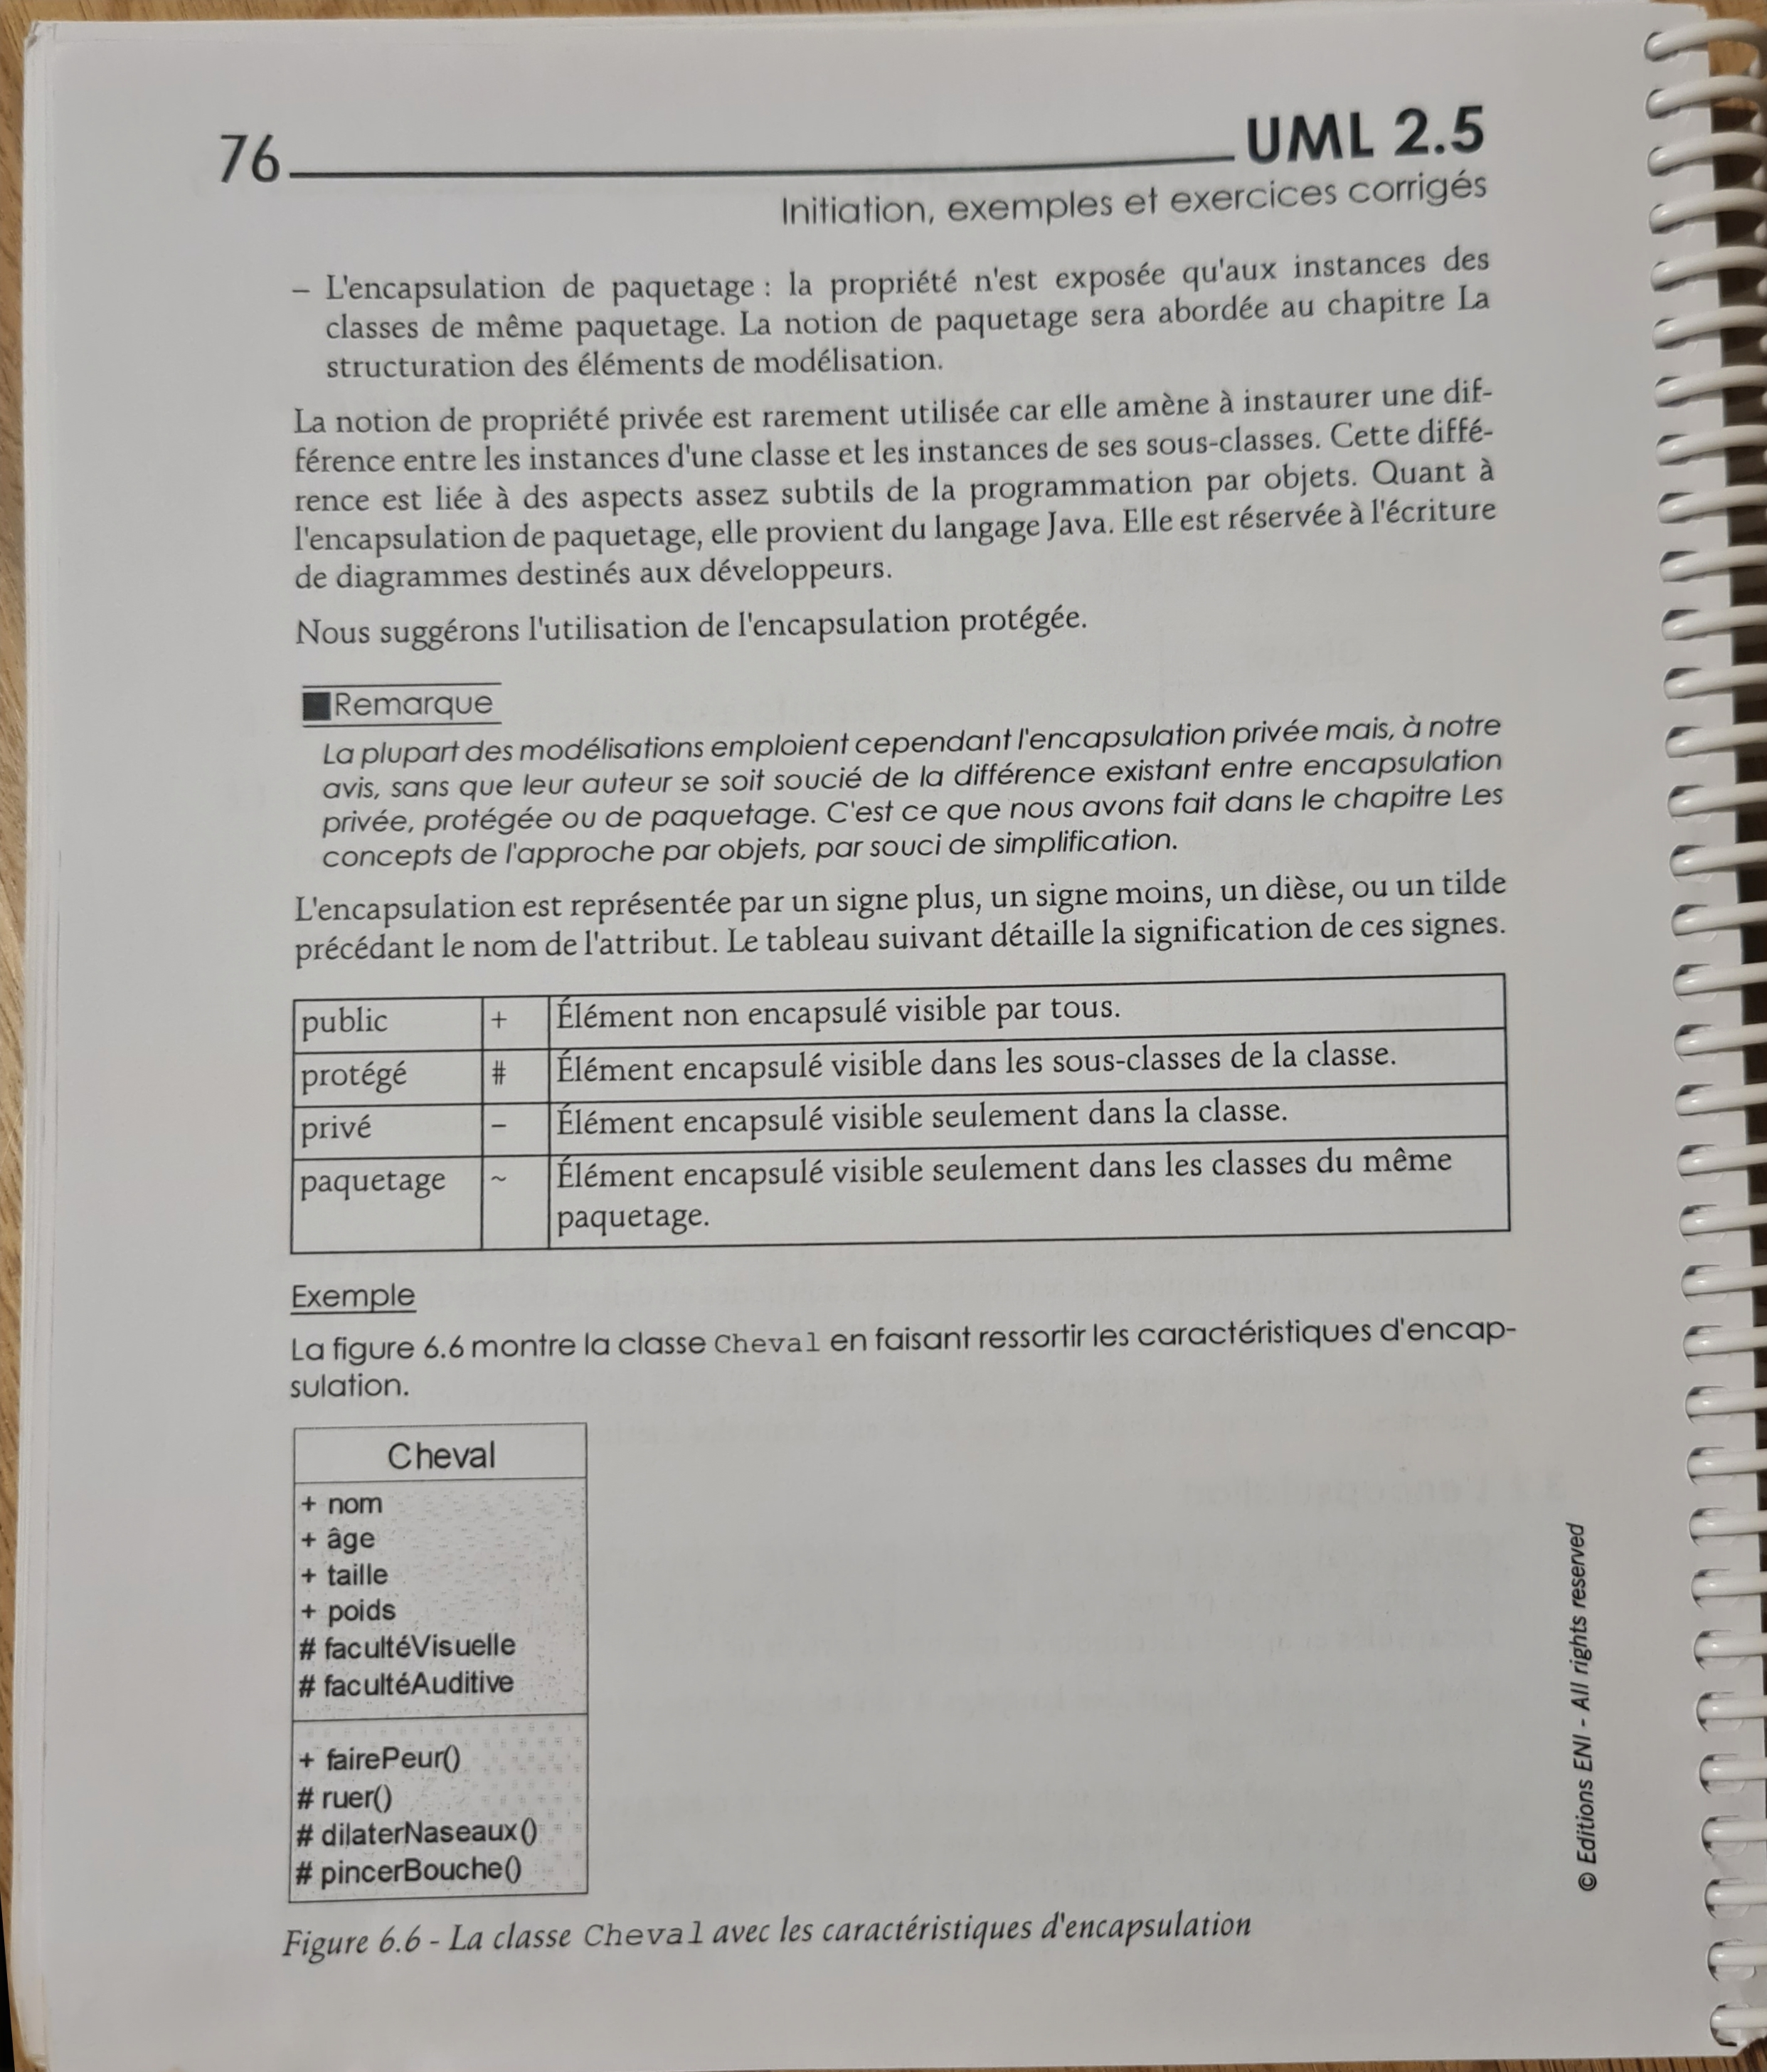 76 UML 2.5
Initiation, exemples et exercices corrigés
– L'encapsulation de paquetage : la propriété n'est exposée qu'aux instances des
classes de même paquetage. La notion de paquetage sera abordée au chapitre La
structuration des éléments de modélisation.
La notion de propriété privée est rarement utilisée car elle amène à instaurer une dif-
férence entre les instances d'une classe et les instances de ses sous-classes. Cette diffé-
rence est liée à des aspects assez subtils de la programmation par objets. Quant à
l'encapsulation de paquetage, elle provient du langage Java. Elle est réservée à l'écriture
de diagrammes destinés aux développeurs.
Nous suggérons l'utilisation de l'encapsulation protégée.
Remarque
La plupart des modélisations emploient cependant l'encapsulation privée mais, à notre
avis, sans que leur auteur se soit soucié de la différence existant entre encapsulation
privée, protégée ou de paquetage. C'est ce que nous avons fait dans le chapitre Les
concepts de l'approche par objets, par souci de simplification.
L'encapsulation est représentée par un signe plus, un signe moins, un dièse, ou un tilde
précédant le nom de l'attribut. Le tableau suivant détaille la signification de ces signes.
public + Élément non encapsulé visible par tous.
protégé # Élément encapsulé visible dans les sous-classes de la classe.
privé – Élément encapsulé visible seulement dans la classe.
paquetage ~ Élément encapsulé visible seulement dans les classes du même
paquetage.
Exemple
La figure 6.6 montre la classe Cheval en faisant ressortir les caractéristiques d'encap-
sulation.
Cheval
+ nom
+ âge
+ taille
+ poids
# facultéVisuelle
# facultéAuditive
+ fairePeur()
# ruer()
# dilaterNaseaux()
# pincerBouche()
Figure 6.6 - La classe Cheval avec les caractéristiques d'encapsulation
© Editions ENI - All rights reserved